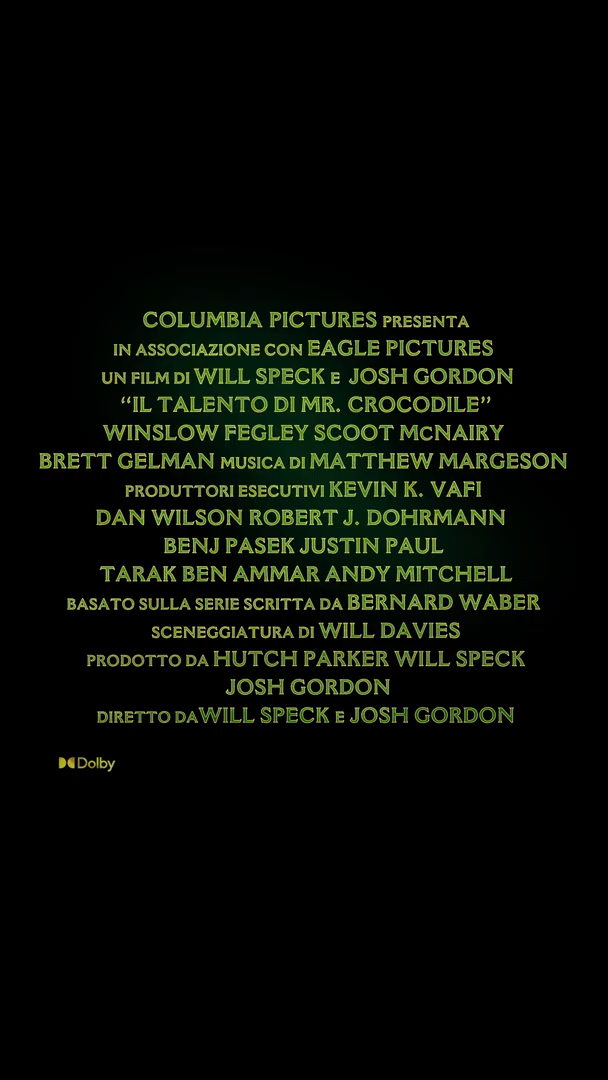 COLUMBIA PICTURES PRESENTA
IN ASSOCIAZIONE CON EAGLE PICTURES
UN FILM DI WILL SPECK E JOSH GORDON
“IL TALENTO DI MR. CROCODILE”
WINSLOW FEGLEY SCOOT McNAIRY
BRETT GELMAN MUSICA DI MATTHEW MARGESON
PRODUTTORI ESECUTIVI KEVIN K. VAFI
DAN WILSON ROBERT J. DOHRMANN
BENJ PASEK JUSTIN PAUL
TARAK BEN AMMAR ANDY MITCHELL
BASATO SULLA SERIE SCRITTA DA BERNARD WABER
SCENEGGIATURA DI WILL DAVIES
PRODOTTO DA HUTCH PARKER WILL SPECK
JOSH GORDON
DIRETTO DAWILL SPECK E JOSH GORDON
Dolby